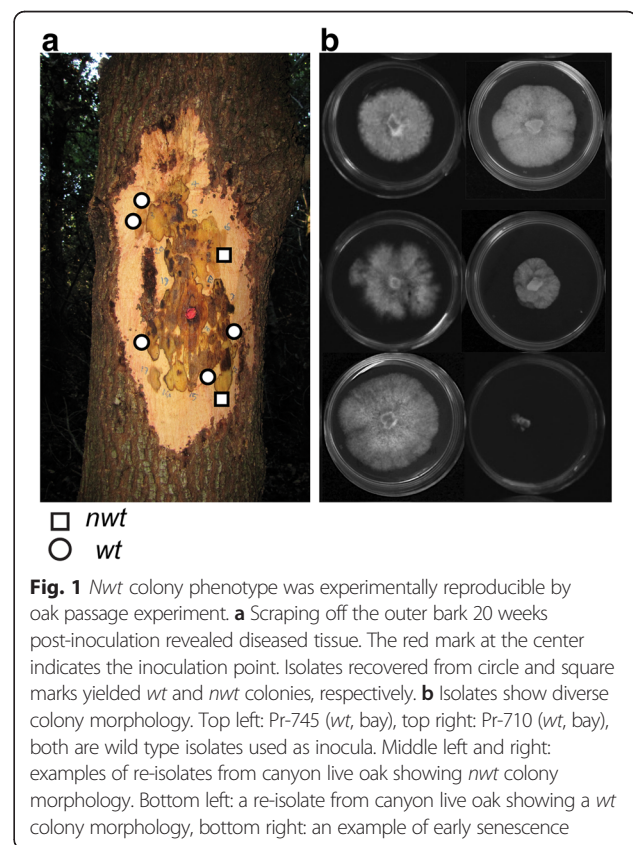 a
b
nwt
wt
Fig. 1 Nwt colony phenotype was experimentally reproducible by
oak passage experiment. a Scraping off the outer bark 20 weeks
post-inoculation revealed diseased tissue. The red mark at the center
indicates the inoculation point. Isolates recovered from circle and square
marks yielded wt and nwt colonies, respectively. b Isolates show diverse
colony morphology. Top left: Pr-745 (wt, bay), top right: Pr-710 (wt, bay),
both are wild type isolates used as inocula. Middle left and right:
examples of re-isolates from canyon live oak showing nwt colony
morphology. Bottom left: a re-isolate from canyon live oak showing a wt
colony morphology, bottom right: an example of early senescence